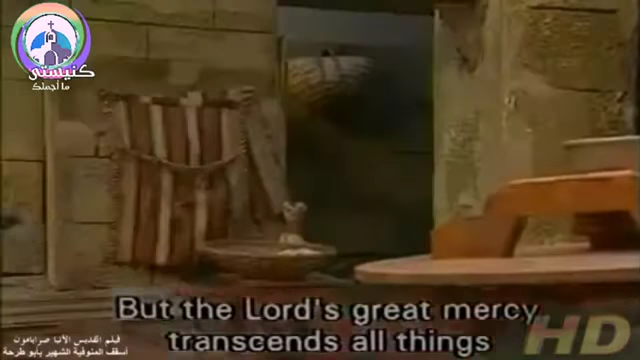 كنيستي
ما أجملك
But the Lord's great mercy
transcends all things
HD
فيلم القديس الأنبا صرابامون
أسقف المنوفية الشهير بأبو طرحة